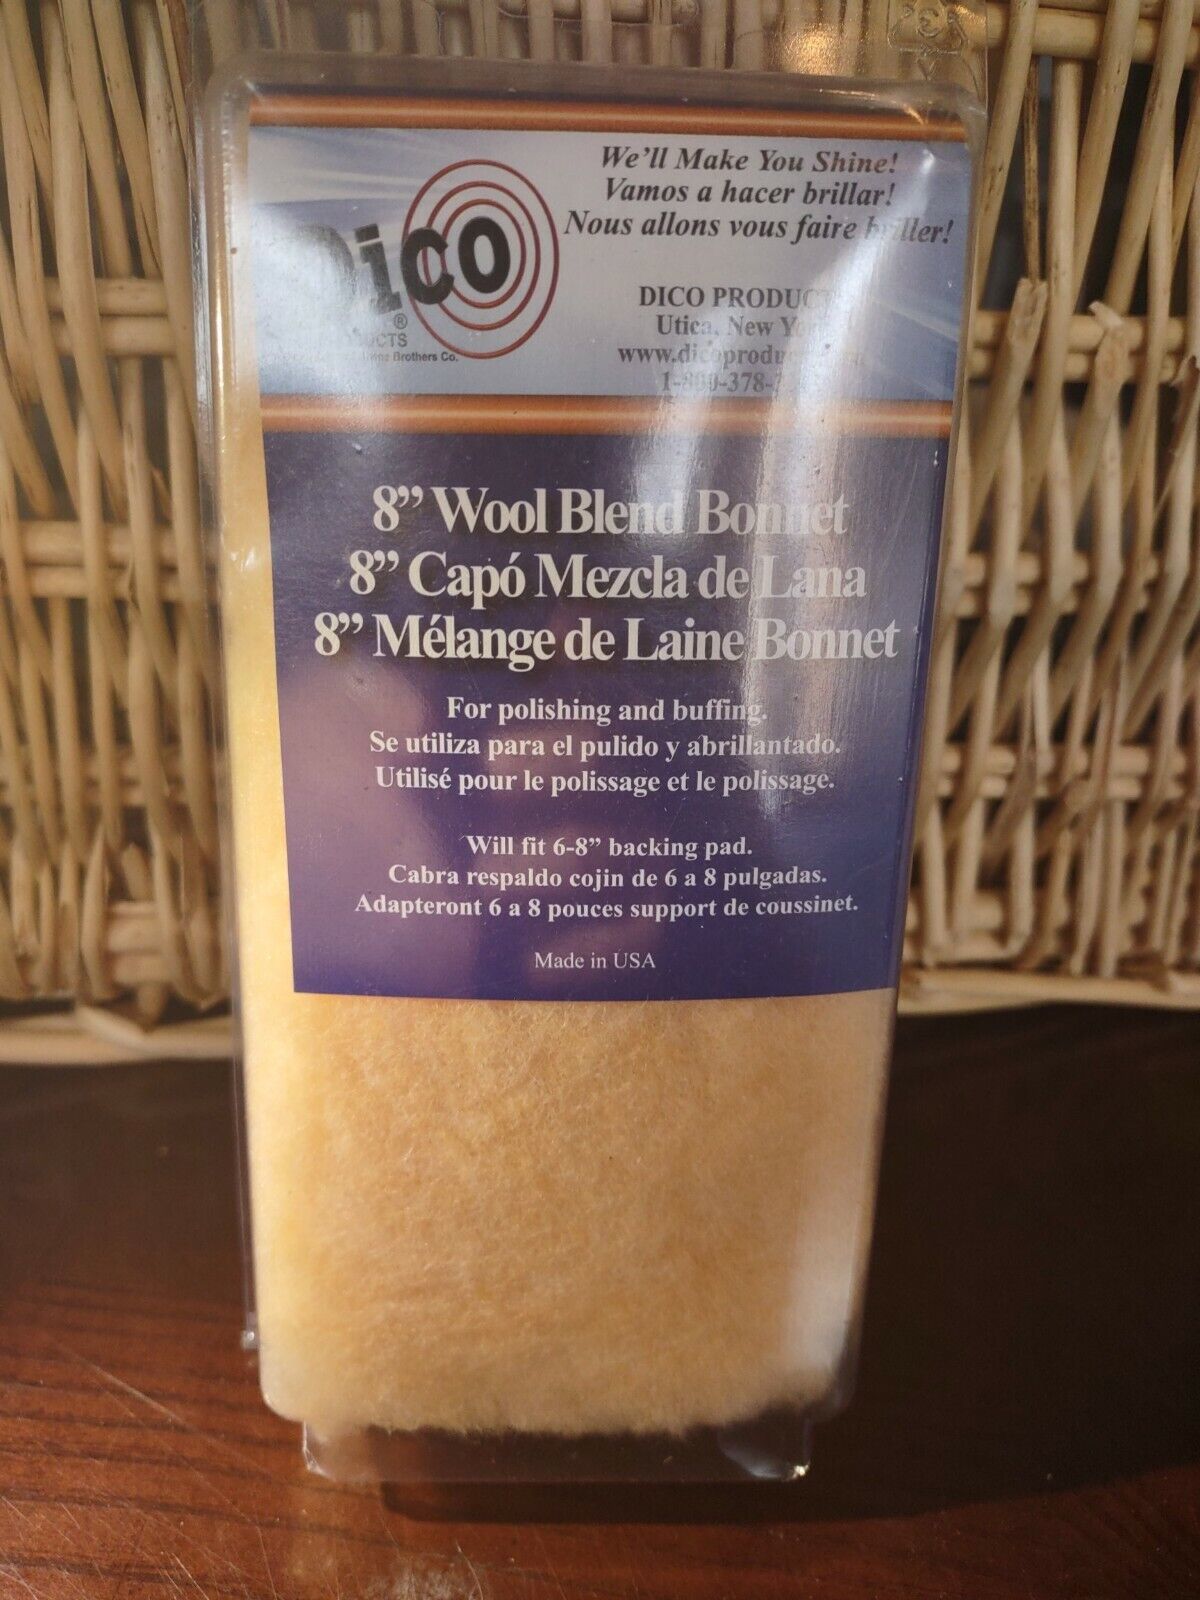 We'll Make You Shine!
Vamos a hacer brillar!
Nous allons vous faire briller!
Dico
®
Brothers Co.
DICO
Utica, New
8” Wool Blend Bonnet
8” Capó Mezcla de Lana
8” Mélange de Laine Bonnet
For polishing and buffing.
Se utiliza para el pulido y abrillantado.
Utilisé pour le polissage et le polissage.
Will fit 6-8” backing pad.
Cabra respaldo cojin de 6 a 8 pulgadas.
Adapteront 6 a 8 pouces support de coussinet.
Made in USA